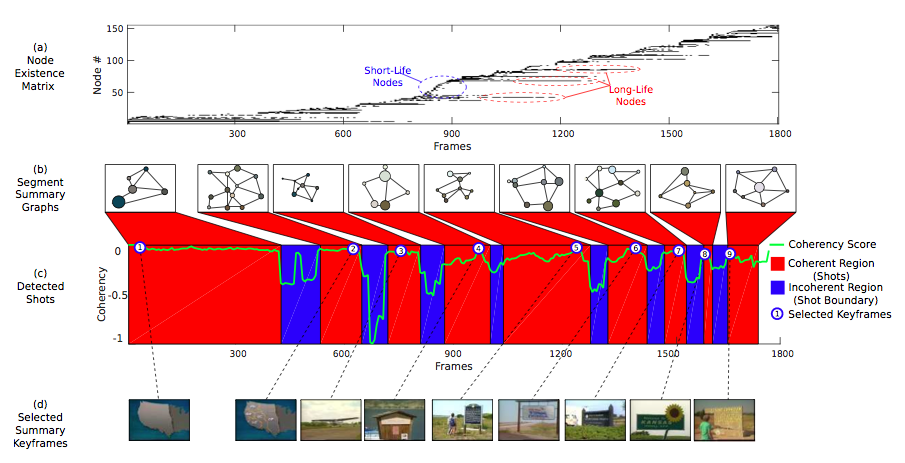 (a)
Node
Existence
Matrix
Node #
150
100
50
Short-Life
Nodes
Long-Life
Nodes
300
600
900
1200
1500
1800
Frames
(b)
Segment
Summary
Graphs
(c)
Detected
Shots
Coherency
0
-0.5
-1
1
2
3
4
5
6
7
8
9
Coherency Score
Coherent Region
(Shots)
Incoherent Region
(Shot Boundary)
1 Selected Keyframes
300
600
900
1200
1500
1800
Frames
(d)
Selected
Summary
Keyframes
KANSAS